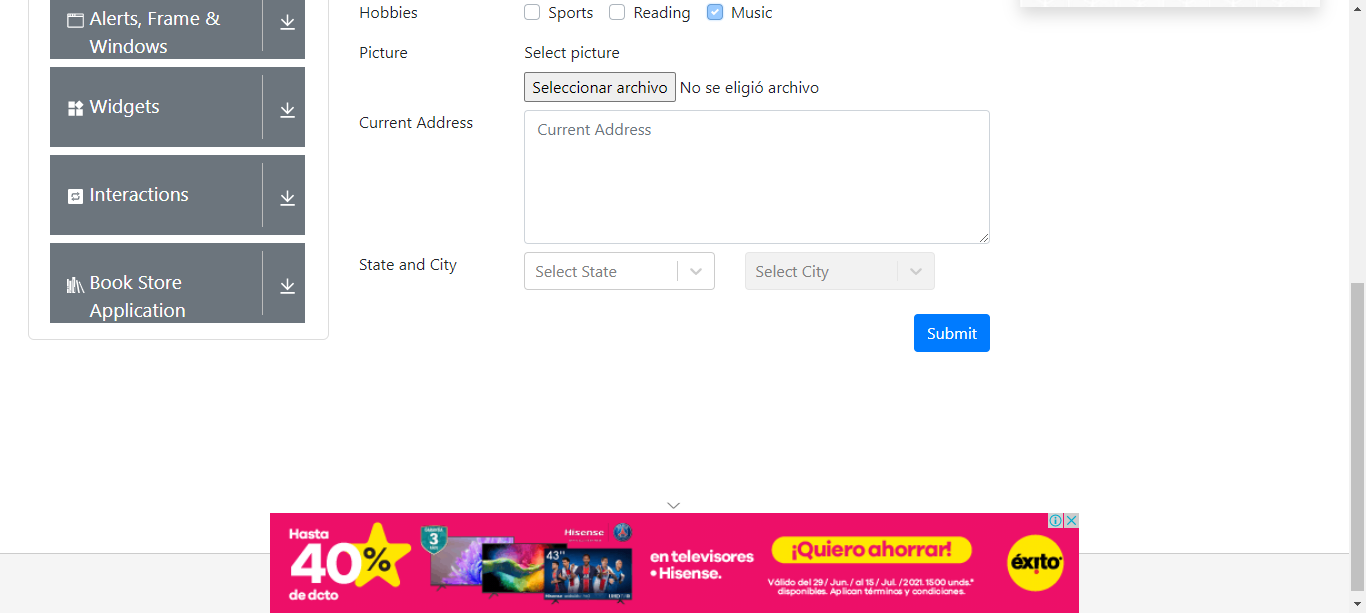 Alerts, Frame &
Windows
Widgets
Interactions
Book Store
Application
Hobbies
Sports
Reading
Music
Picture
Select picture
Seleccionar archivo No se eligió archivo
Current Address
Current Address
State and City
Select State
Select City
Submit
Hasta
40%
de dcto
3
Hisense
43"
en televisores
•Hisense.
¡Quiero ahorrar!
Válido del 29 / Jun. / al 15 / Jul. / 2021. 1500 unds.*
disponibles. Aplican términos y condiciones.
éxito